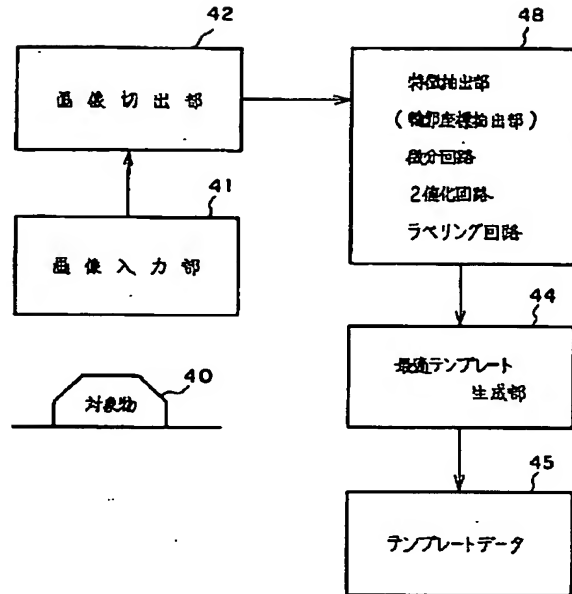 42
画像切出部
41
画像入力部
40
対象物
48
特徴抽出部
(輪郭座標抽出部)
微分回路
2値化回路
ラベリング回路
44
最適テンプレート
生成部
45
テンプレートデータ